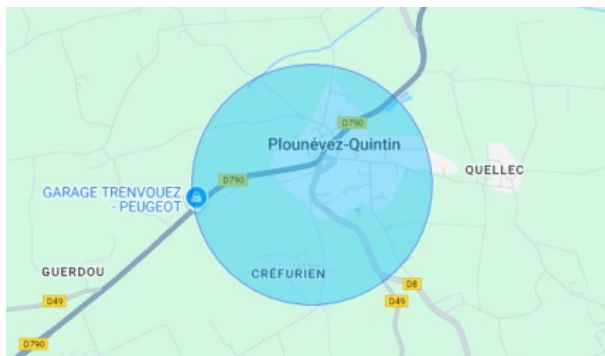 D790
Plounévez-Quintin
QUELLEC
D790
GARAGE TRENVOUEZ
- PEUGEOT
GUERDOU
CRÉFURIEN
D8
D49
D49
D790